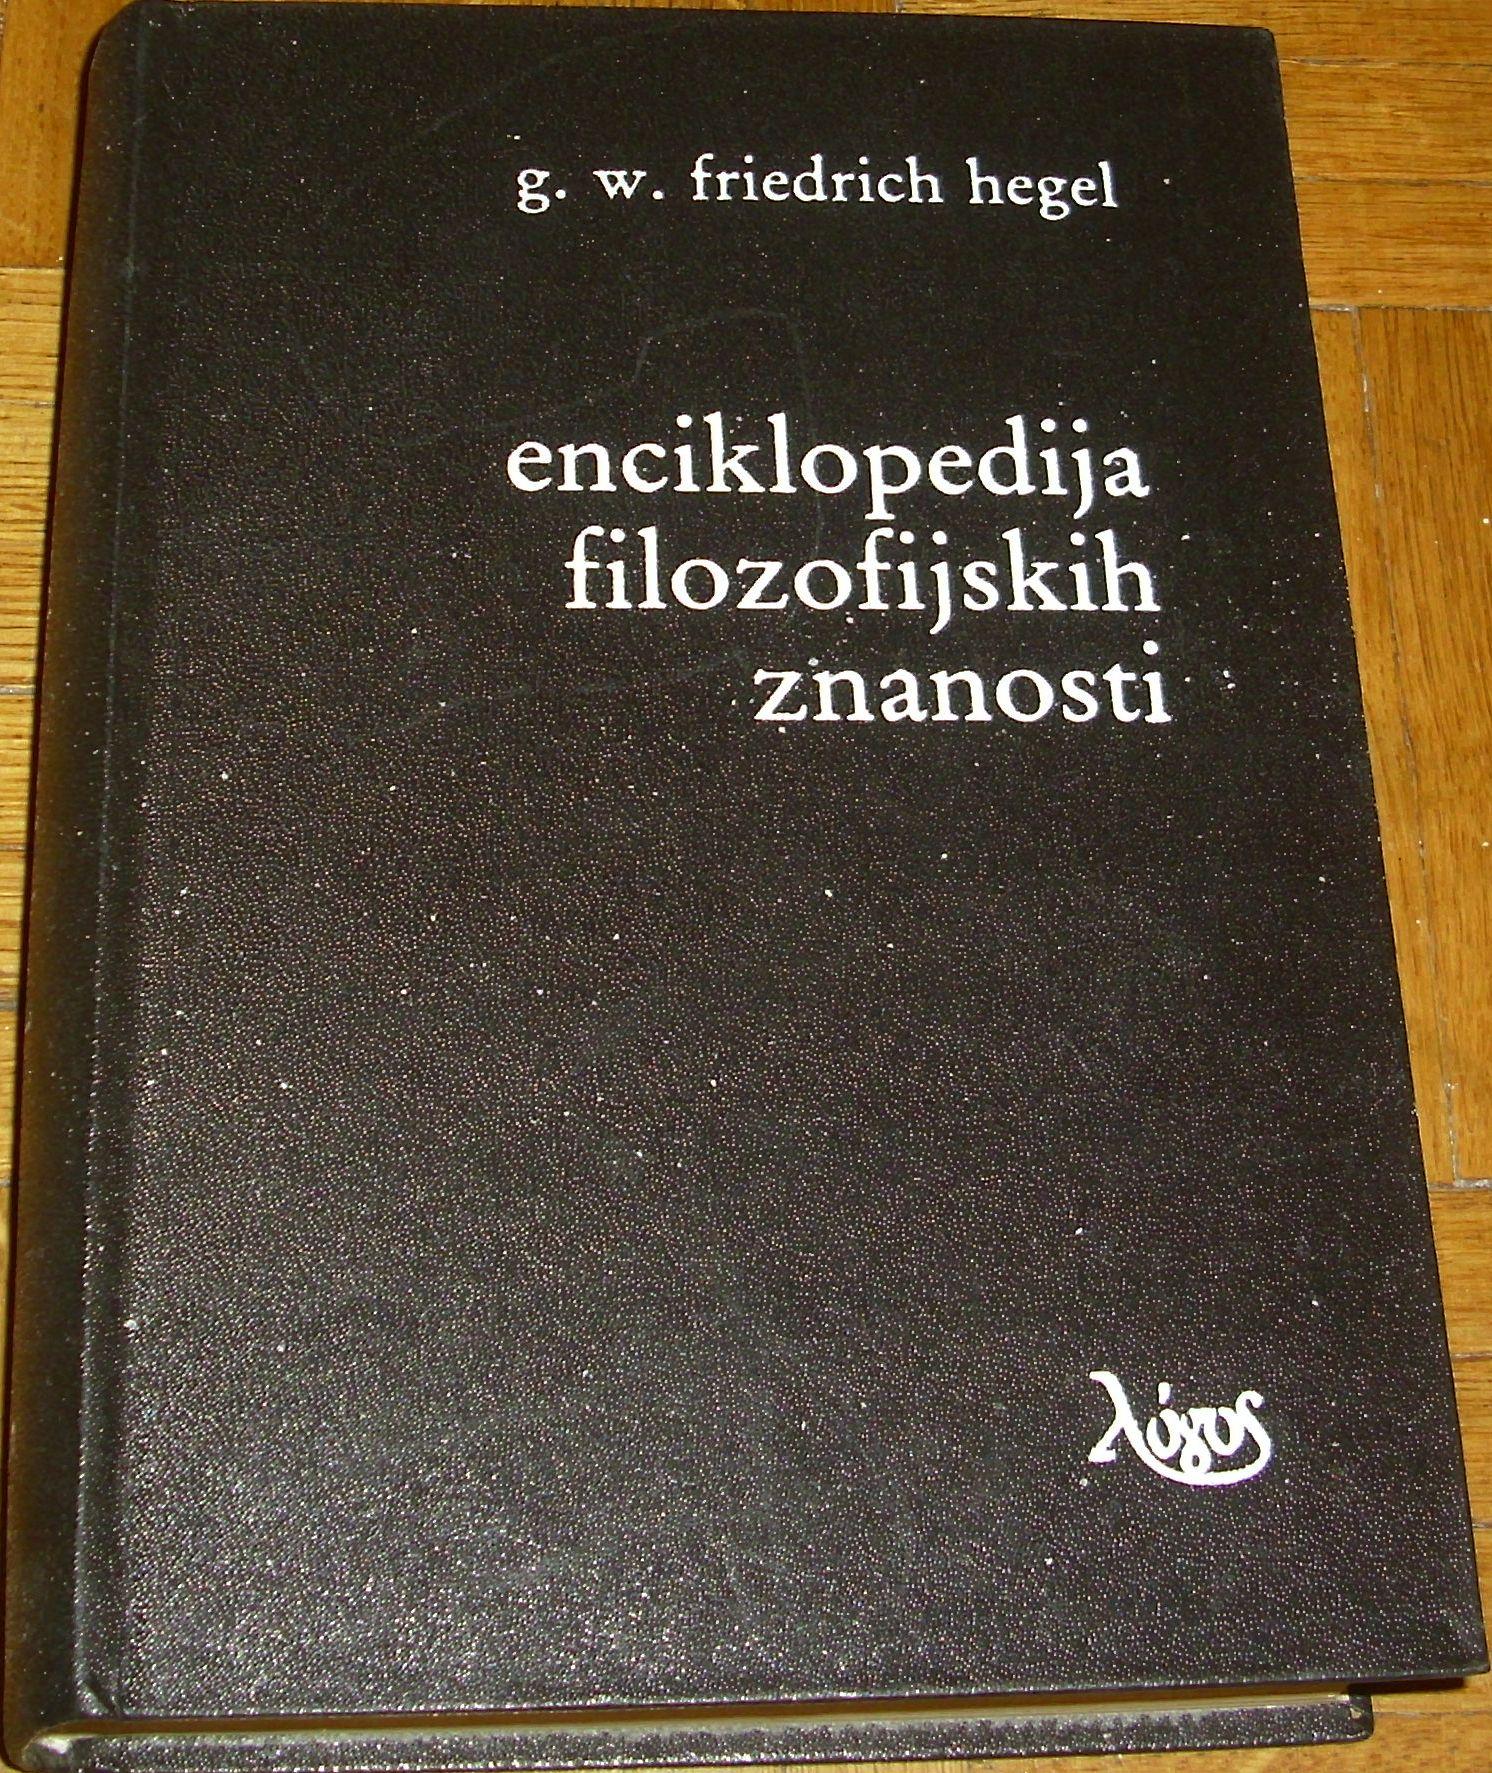 g. w. friedrich hegel
enciklopedija
filozofijskih
znanosti
λόγος